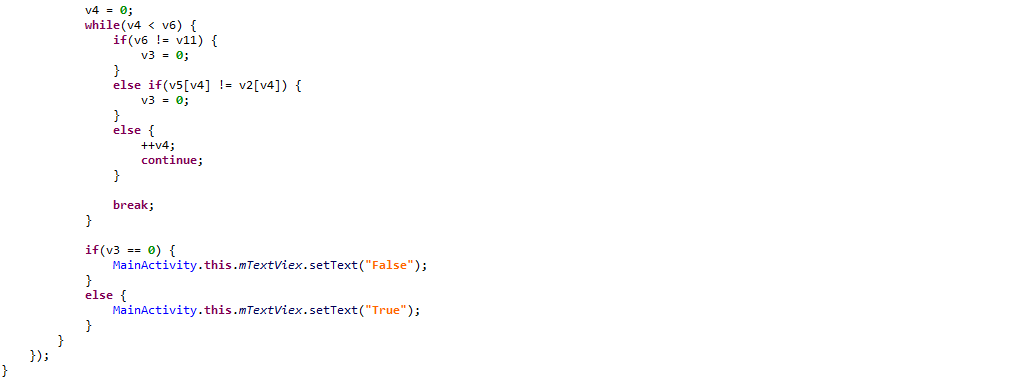 v4 = 0;
while(v4 < v6) {
if(v6 != v11) {
v3 = 0;
}
else if(v5[v4] != v2[v4]) {
v3 = 0;
}
else {
++v4;
continue;
}
break;
}
if(v3 == 0) {
MainActivity.this.mTextViex.setText("False");
}
else {
MainActivity.this.mTextViex.setText("True");
}
}
});
}